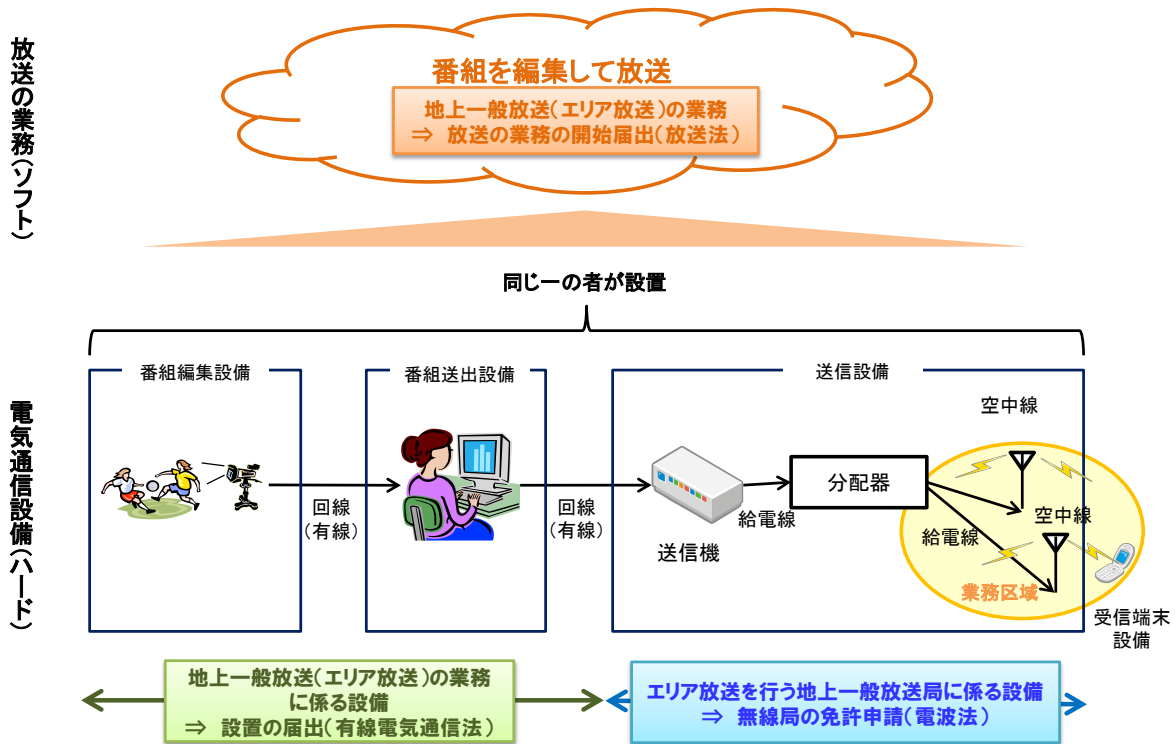 放送の業務(ソフト)
番組を編集して放送
地上一般放送(エリア放送)の業務
⇒ 放送の業務の開始届出(放送法)
同じ一の者が設置
電気通信設備(ハード)
番組編集設備
番組送出設備
送信設備
空中線
分配器
回線
(有線)
回線
(有線)
給電線
送信機
空中線
給電線
業務区域
受信端末
設備
地上一般放送(エリア放送)の業務
に係る設備
⇒ 設置の届出(有線電気通信法)
エリア放送を行う地上一般放送局に係る設備
⇒ 無線局の免許申請(電波法)